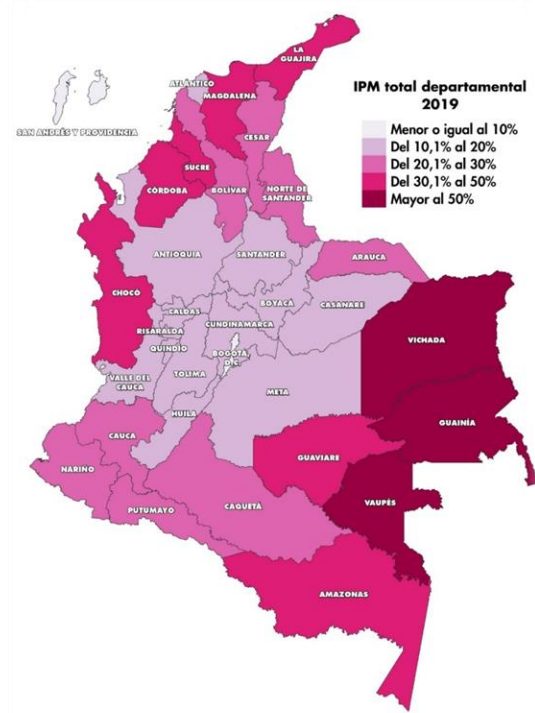 LA
GUAJIRA
ATLÁNTICO
MAGDALENA
SAN ANDRÉS Y PROVIDENCIA
CESAR
IPM total departamental
2019
Menor o igual al 10%
Del 10,1% al 20%
Del 20,1% al 30%
Del 30,1% al 50%
Mayor al 50%
SUCRE
CÓRDOBA
BOLÍVAR
NORTE DE
SANTANDER
ANTIOQUIA
SANTANDER
ARAUCA
CHOCÓ
BOYACÁ
CASANARE
CALDAS
CUNDINAMARCA
RISARALDA
QUINDÍO
BOGOTÁ,
D.C.
VICHADA
VALLE DEL
CAUCA
TOLIMA
META
HUILA
GUAINÍA
CAUCA
GUAVIARE
NARIÑO
VAUPÉS
PUTUMAYO
CAQUETÁ
AMAZONAS